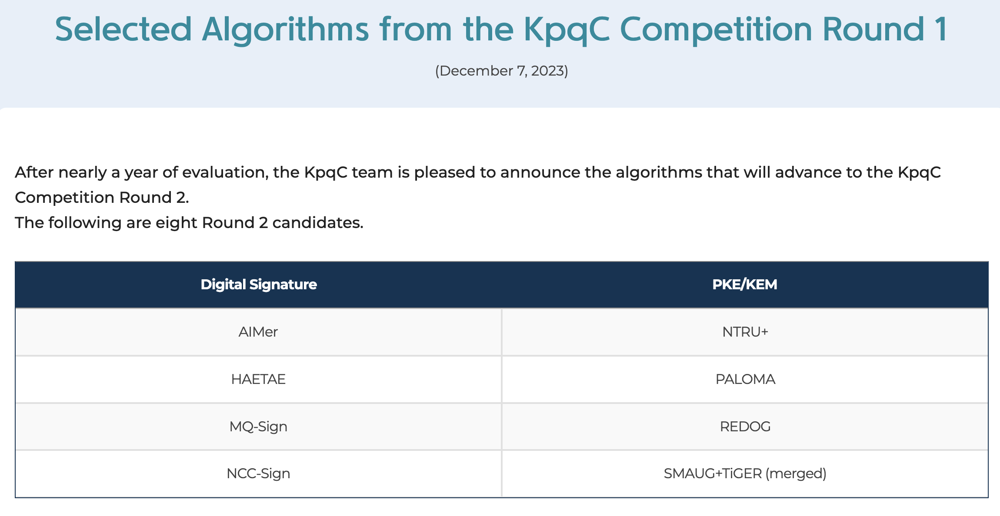 Selected Algorithms from the KpqC Competition Round 1
(December 7, 2023)
After nearly a year of evaluation, the KpqC team is pleased to announce the algorithms that will advance to the KpqC
Competition Round 2.
The following are eight Round 2 candidates.
Digital Signature PKE/KEM
AIMer NTRU+
HAETAE PALOMA
MQ-Sign REDOG
NCC-Sign SMAUG+TiGER (merged)